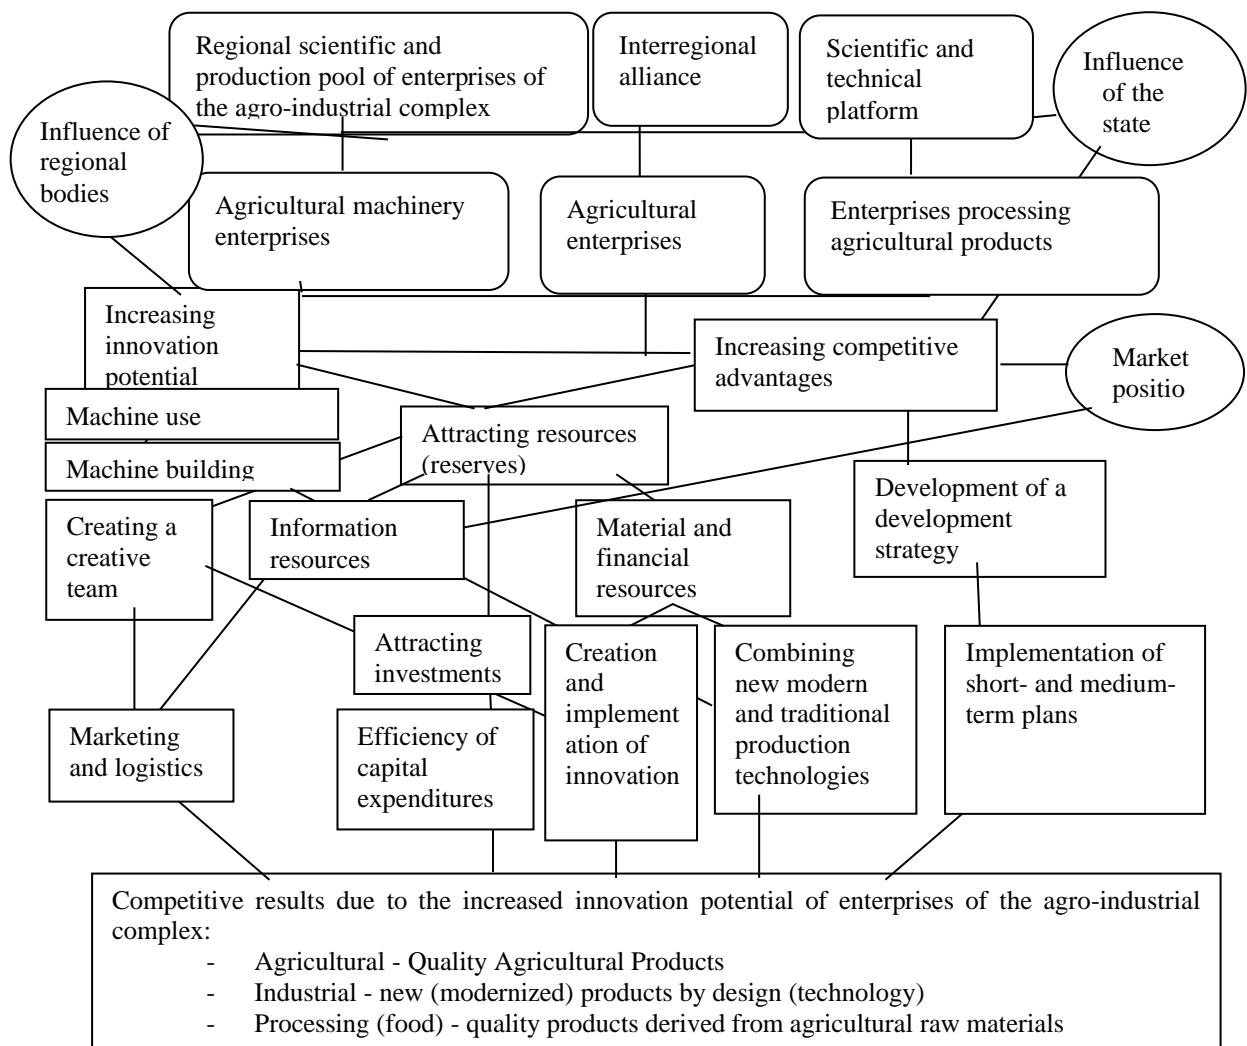 Regional scientific and
production pool of enterprises of
the agro-industrial complex
Interregional
alliance
Scientific and
technical
platform
Influence
of the
state
Influence of
regional
bodies
Agricultural machinery
enterprises
Agricultural
enterprises
Enterprises processing
agricultural products
Increasing
innovation
potential
Increasing competitive
advantages
Market
positio
Machine use
Machine building
Attracting resources
(reserves)
Creating a
creative
team
Information
resources
Material and
financial
resources
Development of a
development
strategy
Attracting
investments
Creation
and
implement
ation of
innovation
Combining
new modern
and traditional
production
technologies
Implementation of
short- and medium-
term plans
Marketing
and logistics
Efficiency of
capital
expenditures
Competitive results due to the increased innovation potential of enterprises of the agro-industrial
complex:
- Agricultural - Quality Agricultural Products
- Industrial - new (modernized) products by design (technology)
- Processing (food) - quality products derived from agricultural raw materials